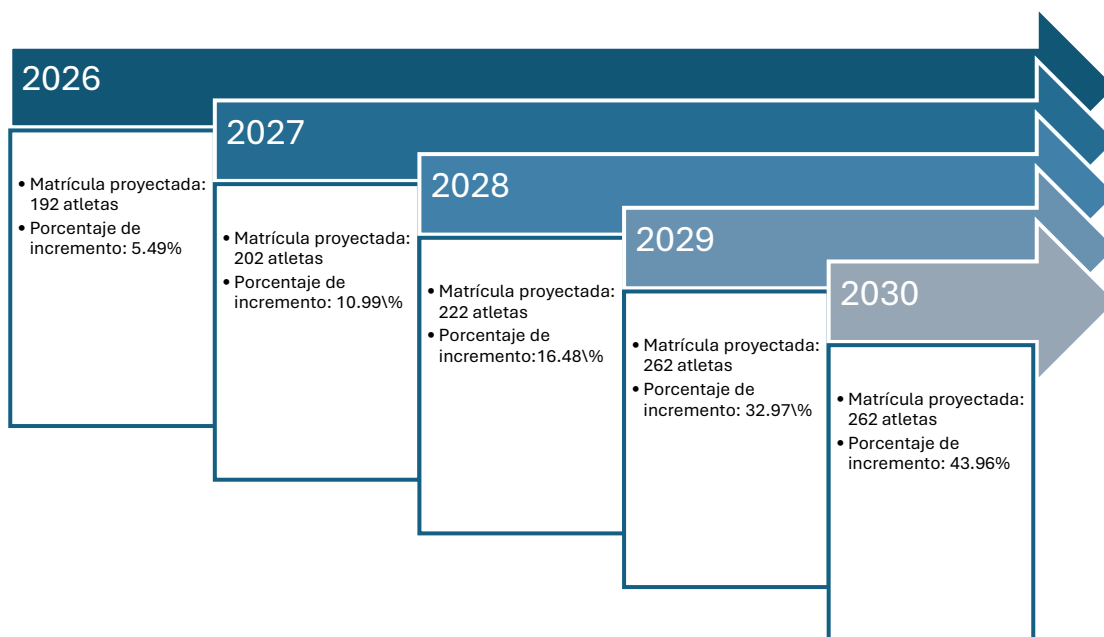 2026
• Matrícula proyectada:
192 atletas
• Porcentaje de
incremento: 5.49%
2027
• Matrícula proyectada:
202 atletas
• Porcentaje de
incremento: 10.99\%
2028
• Matrícula proyectada:
222 atletas
• Porcentaje de
incremento:16.48\%
2029
• Matrícula proyectada:
262 atletas
• Porcentaje de
incremento: 32.97\%
2030
• Matrícula proyectada:
262 atletas
• Porcentaje de
incremento: 43.96%